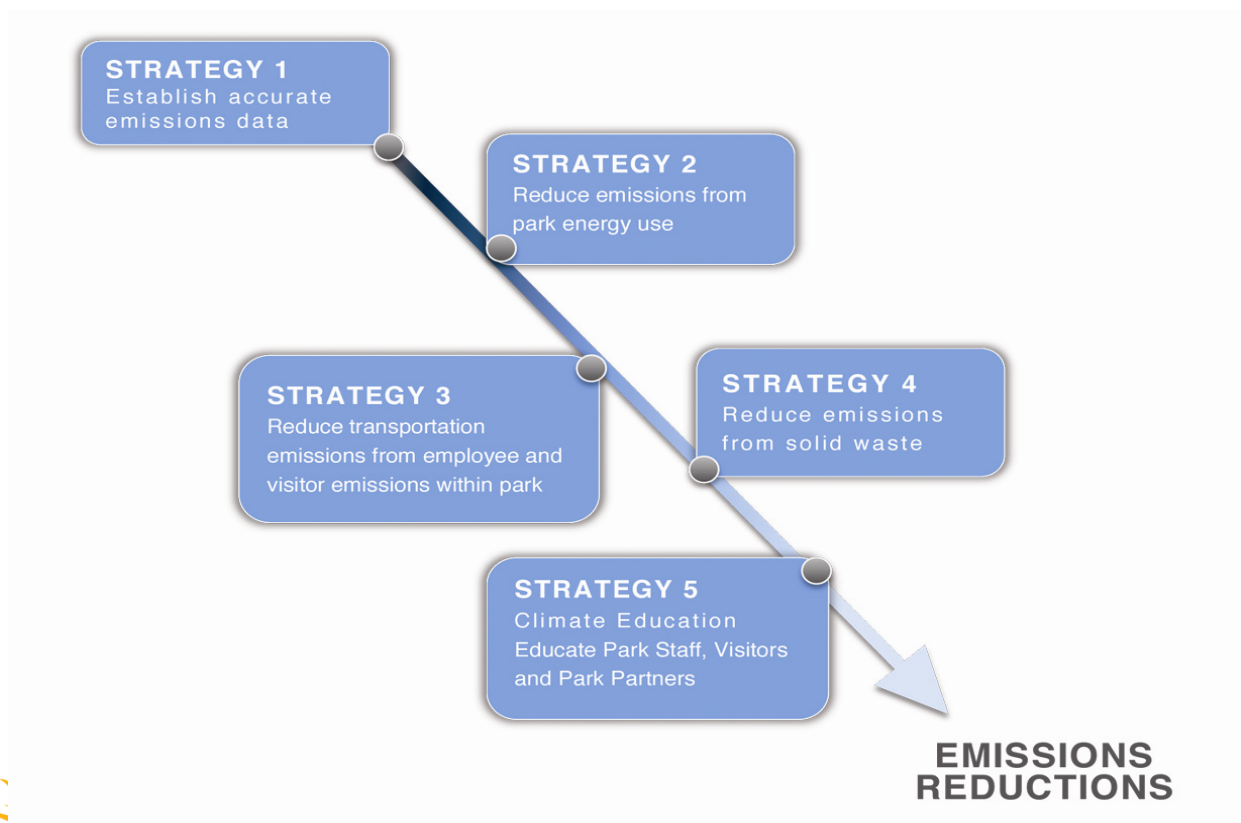 STRATEGY 1
Establish accurate
emissions data
STRATEGY 2
Reduce emissions from
park energy use
STRATEGY 3
Reduce transportation
emissions from employee and
visitor emissions within park
STRATEGY 4
Reduce emissions
from solid waste
STRATEGY 5
Climate Education
Educate Park Staff, Visitors
and Park Partners
EMISSIONS
REDUCTIONS